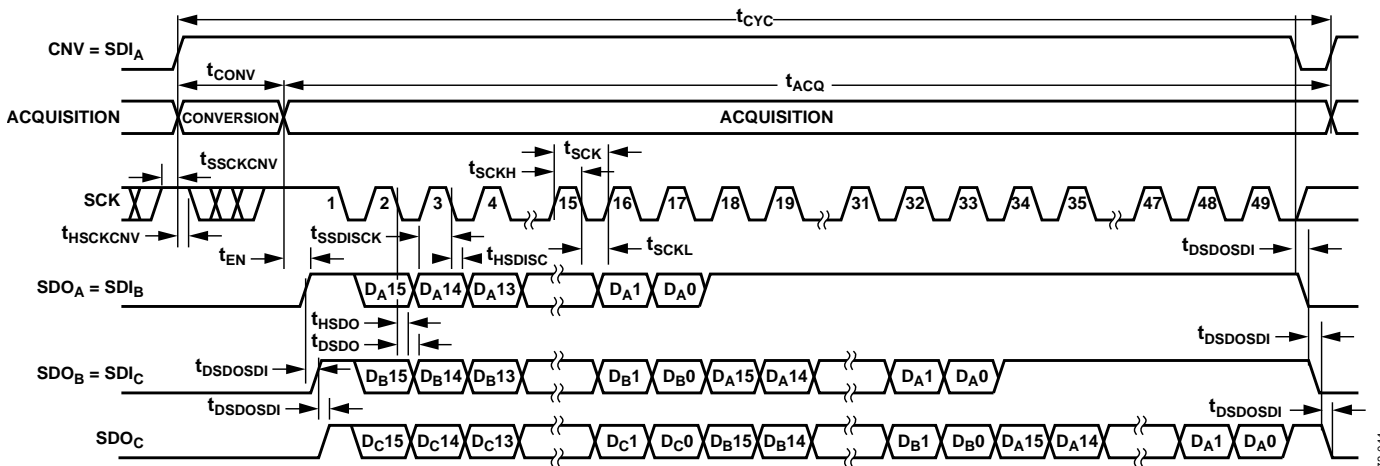 tCYC
CNV = SDIA
tCONV
tACQ
ACQUISITION
CONVERSION
ACQUISITION
tSSCKCNV
tSCK
tSCKH
SCK
1 2 3 4 15 16 17 18 19 31 32 33 34 35 47 48 49
tHSCKCNV
tSSDISCK
tSCKL
tDSDOSDI
tEN
tHSDISC
SDOA = SDIB
DA15 DA14 DA13 DA1 DA0
tHSDO
tDSDO
tDSDOSDI
tDSDOSDI
SDOB = SDIC
DB15 DB14 DB13 DB1 DB0 DA15 DA14 DA1 DA0
tDSDOSDI
tDSDOSDI
SDOC
DC15 DC14 DC13 DC1 DC0 DB15 DB14 DB1 DB0 DA15 DA14 DA1 DA0